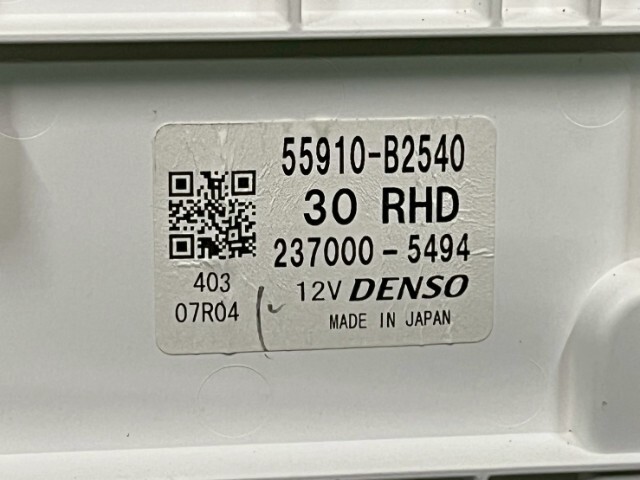 55910-B2540
30 RHD
237000-5494
403
07R04
12V DENSO
MADE IN JAPAN